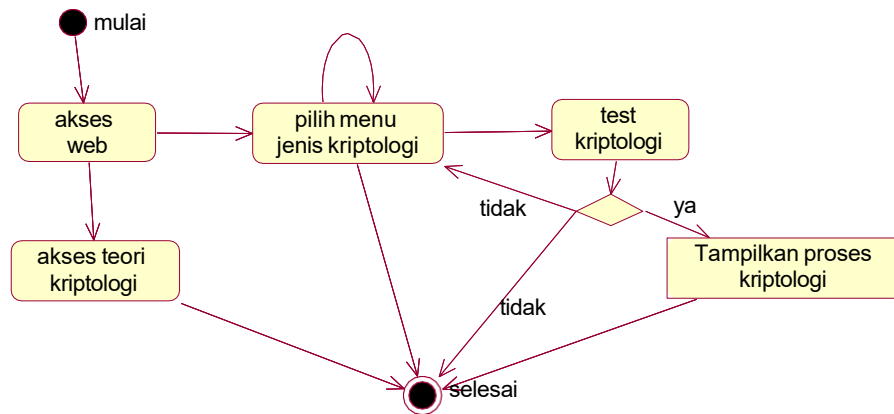 mulai
akses
web
pilih menu
jenis kriptologi
test
kriptologi
tidak
ya
akses teori
kriptologi
Tampilkan proses
kriptologi
tidak
selesai